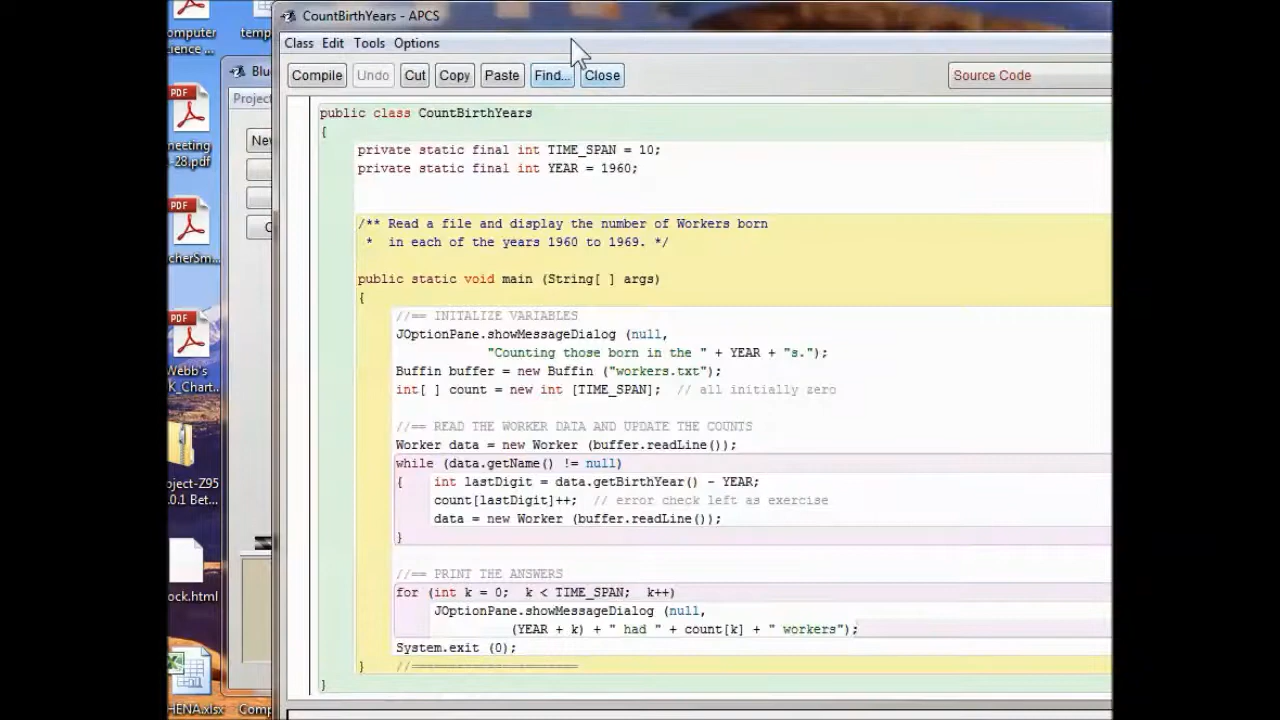 CountBirthYears - APCS
Class Edit Tools Options
Compile Undo Cut Copy Paste Find... Close Source Code
public class CountBirthYears
{
private static final int TIME_SPAN = 10;
private static final int YEAR = 1960;
/** Read a file and display the number of Workers born
* in each of the years 1960 to 1969. */
public static void main (String[ ] args)
{
//== INITALIZE VARIABLES
JOptionPane.showMessageDialog (null,
"Counting those born in the " + YEAR + "s.");
Buffin buffer = new Buffin ("workers.txt");
int[ ] count = new int [TIME_SPAN]; // all initially zero
//== READ THE WORKER DATA AND UPDATE THE COUNTS
Worker data = new Worker (buffer.readLine());
while (data.getName() != null)
{ int lastDigit = data.getBirthYear() - YEAR;
count[lastDigit]++; // error check left as exercise
data = new Worker (buffer.readLine());
}
//== PRINT THE ANSWERS
for (int k = 0; k < TIME_SPAN; k++)
JOptionPane.showMessageDialog (null,
(YEAR + k) + " had " + count[k] + " workers");
System.exit (0);
} //=======================
}
omputer
cience ...
temp
PDF
neeting
-28.pdf
PDF
cherSm...
PDF
Webb's
K_Chart...
oject-Z95
.0.1 Bet...
ock.html
HENA.xlsx
Comp
Blu
Project
New
C